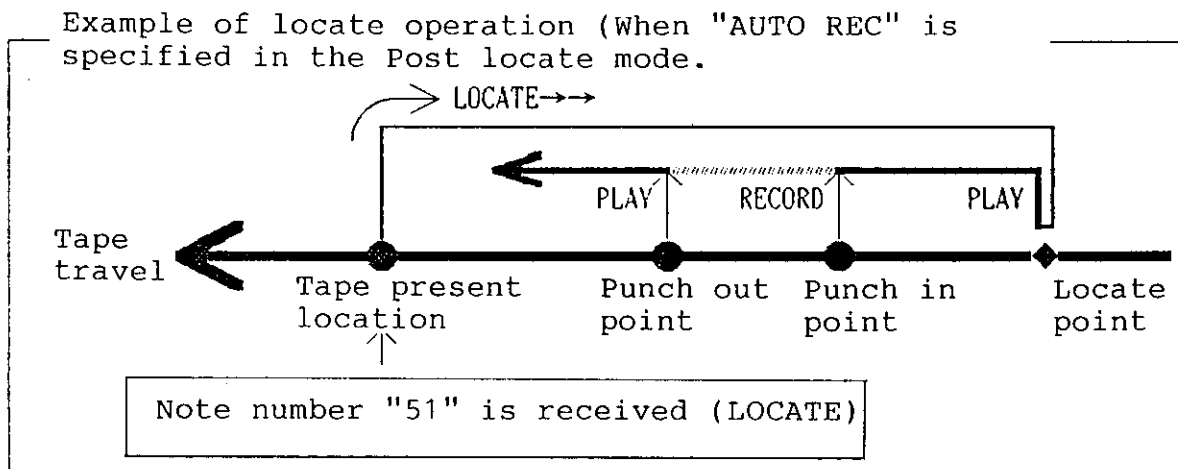 Example of locate operation (When "AUTO REC" is
specified in the Post locate mode.
LOCATE→→
PLAY RECORD PLAY
Tape
travel
Tape present
location
Punch out
point
Punch in
point
Locate
point
Note number "51" is received (LOCATE)